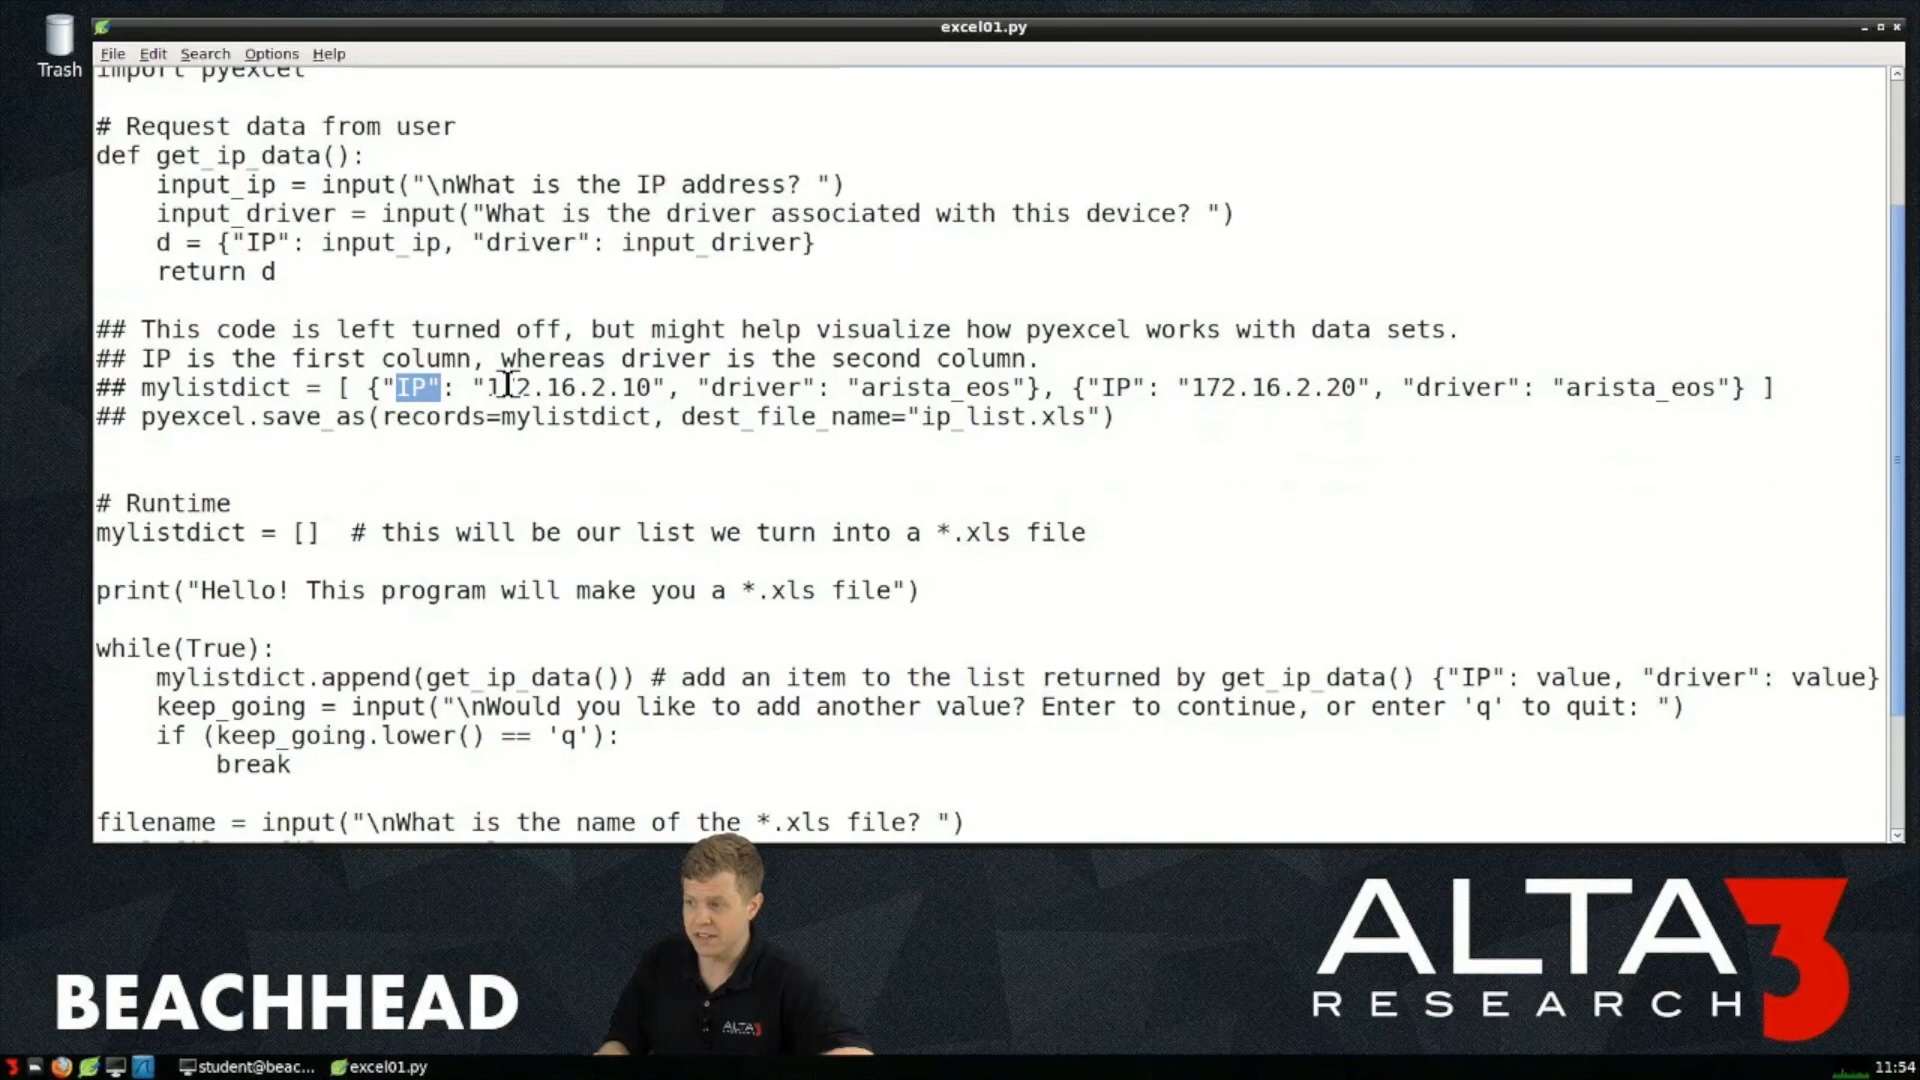 excel01.py
Trash
File Edit Search Options Help
import pyexcel
# Request data from user
def get_ip_data():
    input_ip = input("\nWhat is the IP address? ")
    input_driver = input("What is the driver associated with this device? ")
    d = {"IP": input_ip, "driver": input_driver}
    return d
## This code is left turned off, but might help visualize how pyexcel works with data sets.
## IP is the first column, whereas driver is the second column.
## mylistdict = [ {"IP": "172.16.2.10", "driver": "arista_eos"}, {"IP": "172.16.2.20", "driver": "arista_eos"} ]
## pyexcel.save_as(records=mylistdict, dest_file_name="ip_list.xls")
# Runtime
mylistdict = []  # this will be our list we turn into a *.xls file
print("Hello! This program will make you a *.xls file")
while(True):
    mylistdict.append(get_ip_data()) # add an item to the list returned by get_ip_data() {"IP": value, "driver": value}
    keep_going = input("\nWould you like to add another value? Enter to continue, or enter 'q' to quit: ")
    if (keep_going.lower() == 'q'):
        break
filename = input("\nWhat is the name of the *.xls file? ")
BEACHHEAD
ALTA3
ALTA3
RESEARCH
student@beac...
excel01.py
11:54